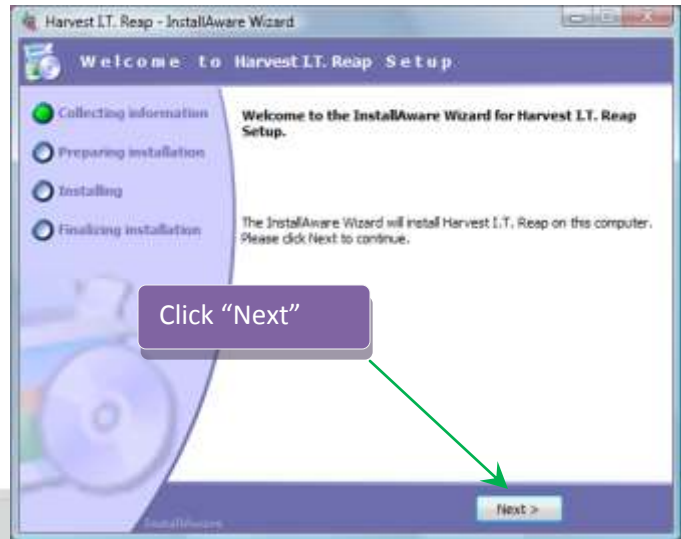 Harvest I.T. Reap - InstallAware Wizard
Welcome to Harvest I.T. Reap Setup
Collecting information
Preparing installation
Installing
Finalizing installation
Welcome to the InstallAware Wizard for Harvest I.T. Reap
Setup.
The InstallAware Wizard will install Harvest I.T. Reap on this computer.
Please click Next to continue.
Click “Next”
Next >
InstallAware